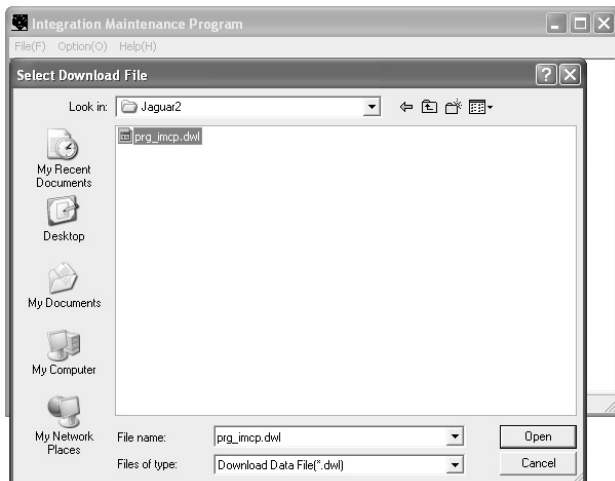 Integration Maintenance Program
File(F) Option(O) Help(H)
Select Download File
Look in: Jaguar2
prg_imcp.dwl
My Recent
Documents
Desktop
My Documents
My Computer
My Network
Places
File name: prg_imcp.dwl Open
Files of type: Download Data File(*.dwl) Cancel